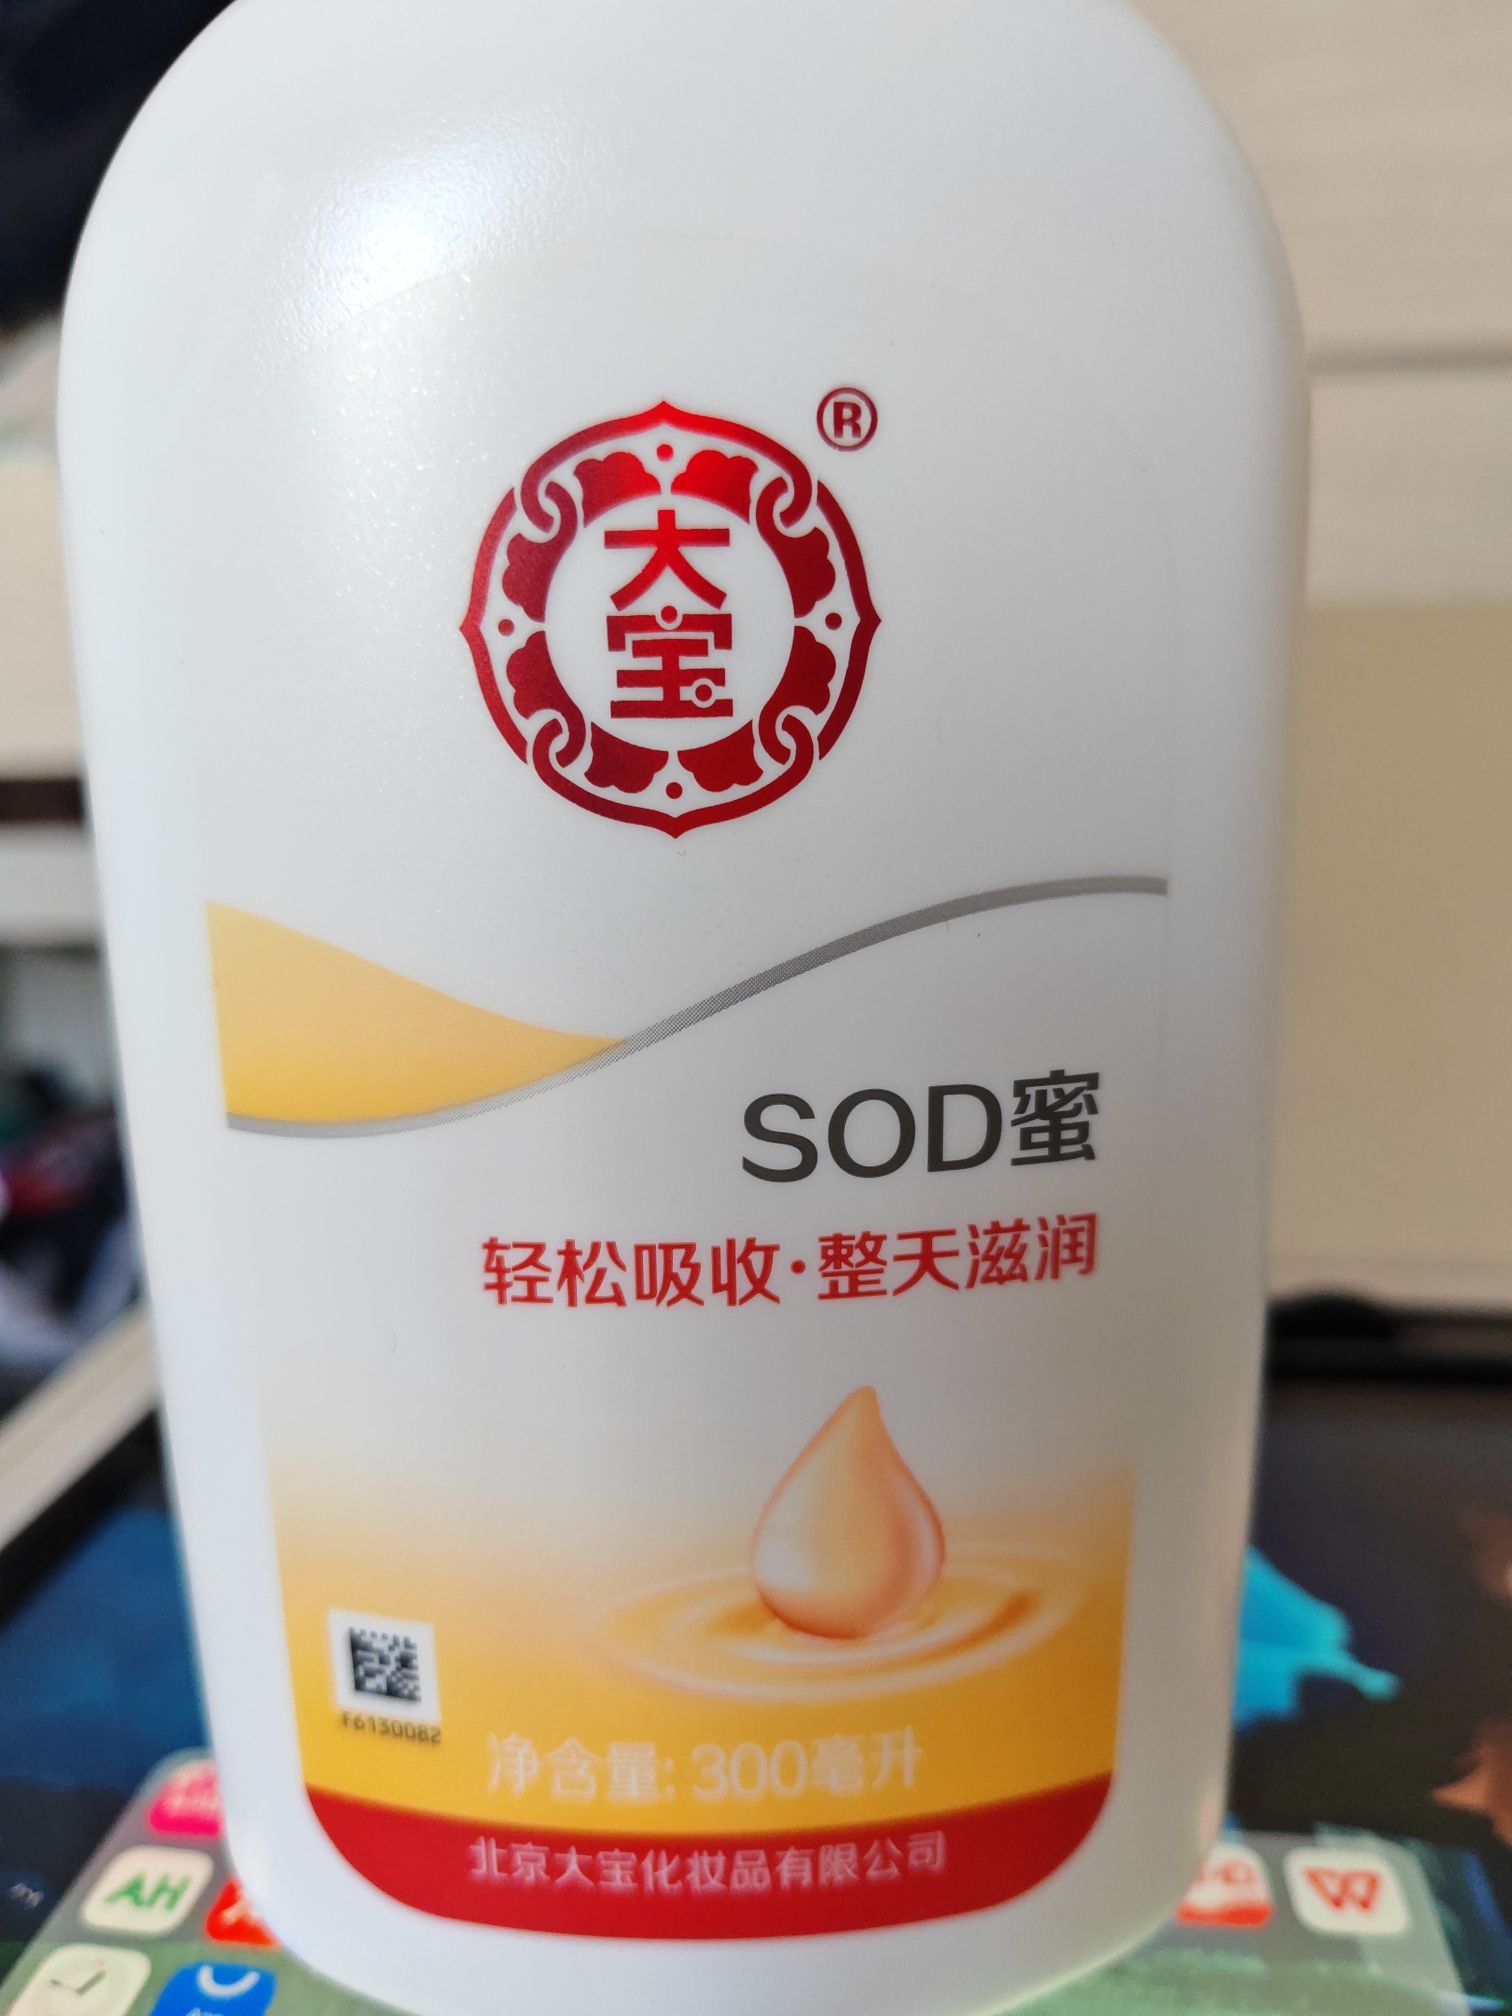 ®
大
宝
SOD蜜
轻松吸收·整天滋润
F6130082
净含量: 300毫升
北京大宝化妆品有限公司
AH
W